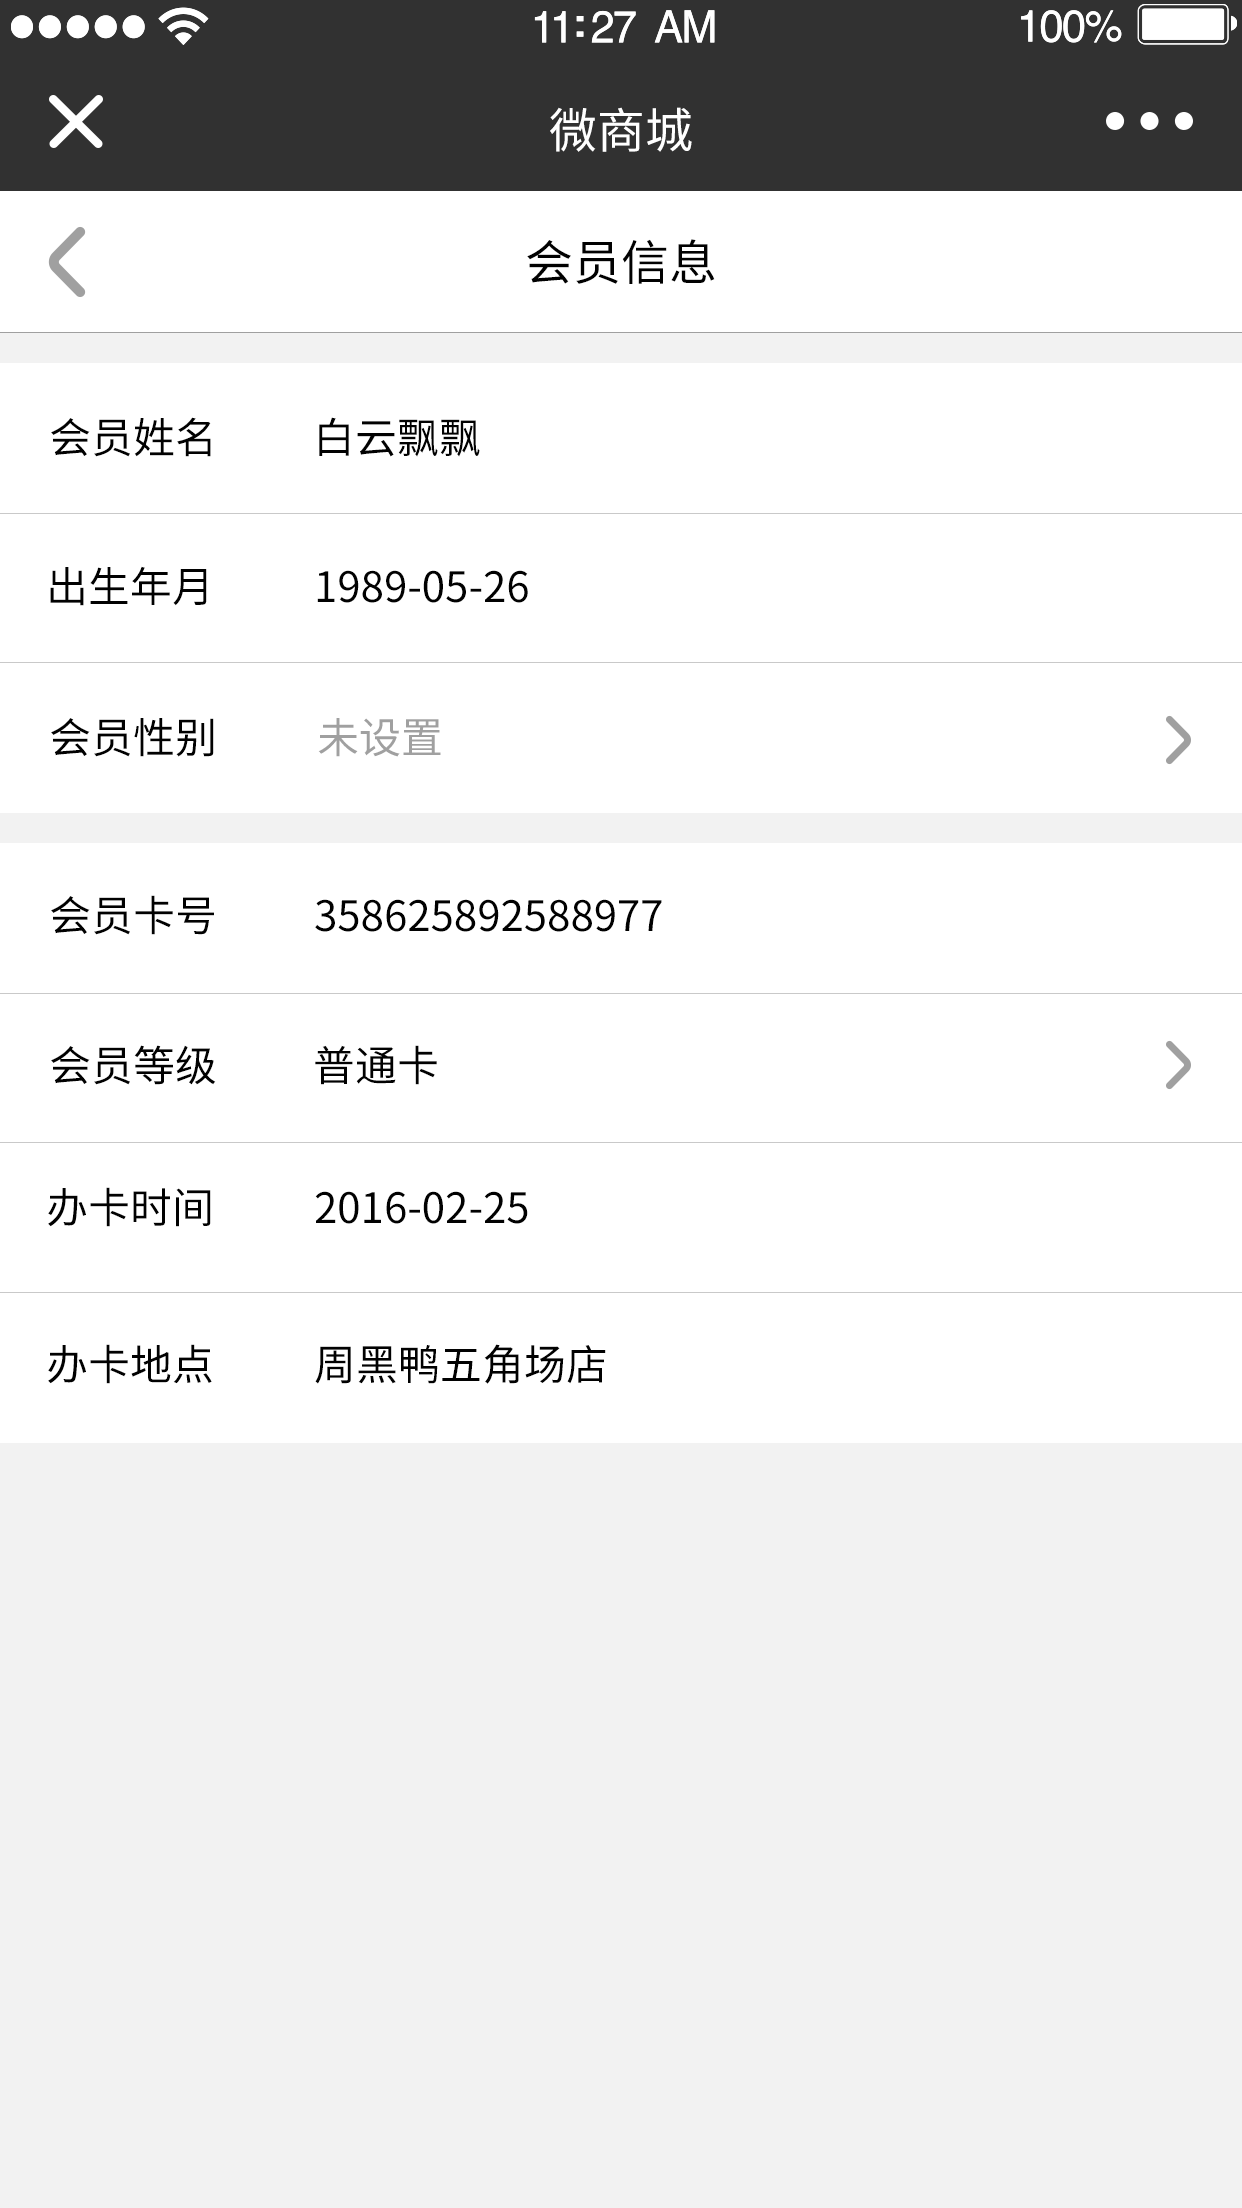 11:27 AM 100%
微商城
会员信息
会员姓名 白云飘飘
出生年月 1989-05-26
会员性别 未设置
会员卡号 358625892588977
会员等级 普通卡
办卡时间 2016-02-25
办卡地点 周黑鸭五角场店